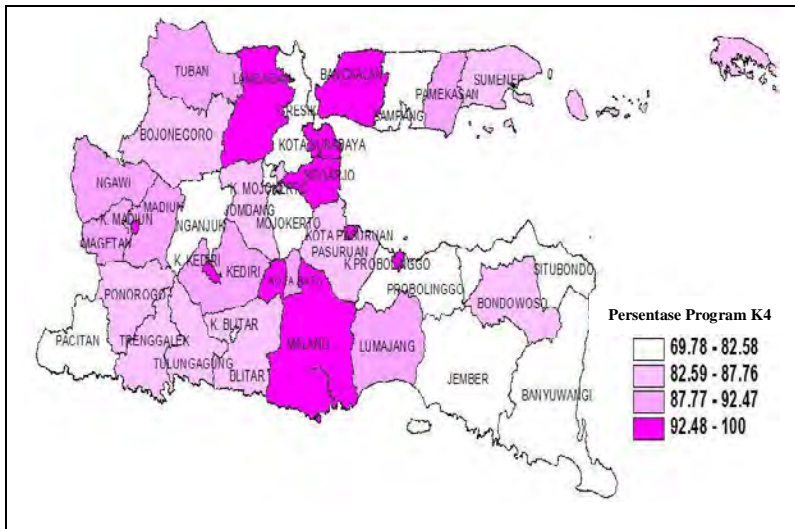 TUBAN
LAMONGAN
BANGKALAN
SUMENEP
PAMEKASAN
GRESIK
SAMPANG
BOJONEGORO
KOTA SURABAYA
SIDOARJO
NGAWI
K. MOJOKERTO
MADIUN
JOMDANG
K. MADIUN
NGANJUK
MOJOKERTO
MAGETAN
KOTA PASURUAN
PASURUAN
K. KEDIRI
KEDIRI
K.PROBOLINGGO
SITUBONDO
KOTA BATU
PROBOLINGGO
PONOROGO
BONDOWOSO
Persentase Program K4
K. BLITAR
PACITAN
TRENGGALEK
MALANG
LUMAJANG
69.78 - 82.58
TULUNGAGUNG
82.59 - 87.76
BLITAR
JEMBER
BANYUWANGI
87.77 - 92.47
92.48 - 100